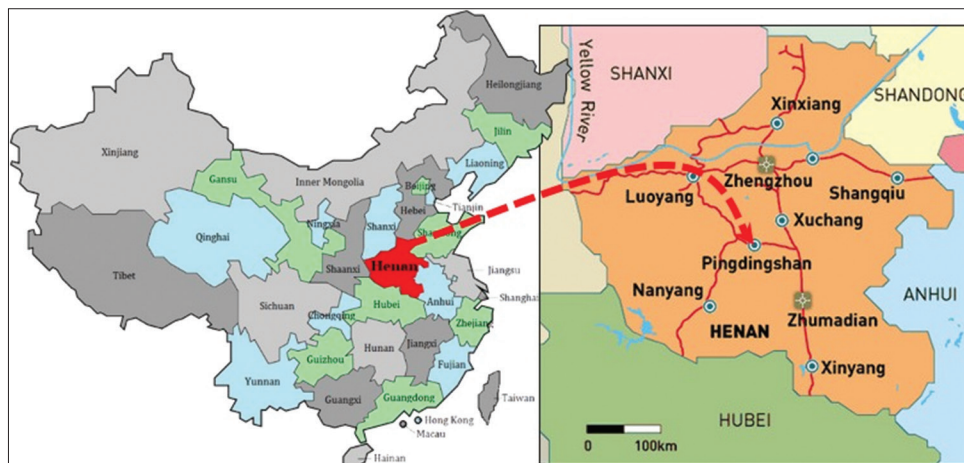 Heilongjiang
Jilin
Xinjiang
Liaoning
Gansu
Inner Mongolia
Beijing
Tianjin
Hebei
Ningxia
Shanxi
Shandong
Qinghai
Shaanxi
Henan
Jiangsu
Tibet
Anhui
Shanghai
Sichuan
Hubei
Chongqing
Zhejiang
Hunan
Jiangxi
Guizhou
Fujian
Yunnan
Guangxi
Guangdong
Taiwan
Hong Kong
Macau
Hainan
Yellow River
SHANXI
SHANDONG
Xinxiang
Zhengzhou
Luoyang
Shangqiu
Xuchang
Pingdingshan
Nanyang
ANHUI
HENAN
Zhumadian
Xinyang
HUBEI
0
100km